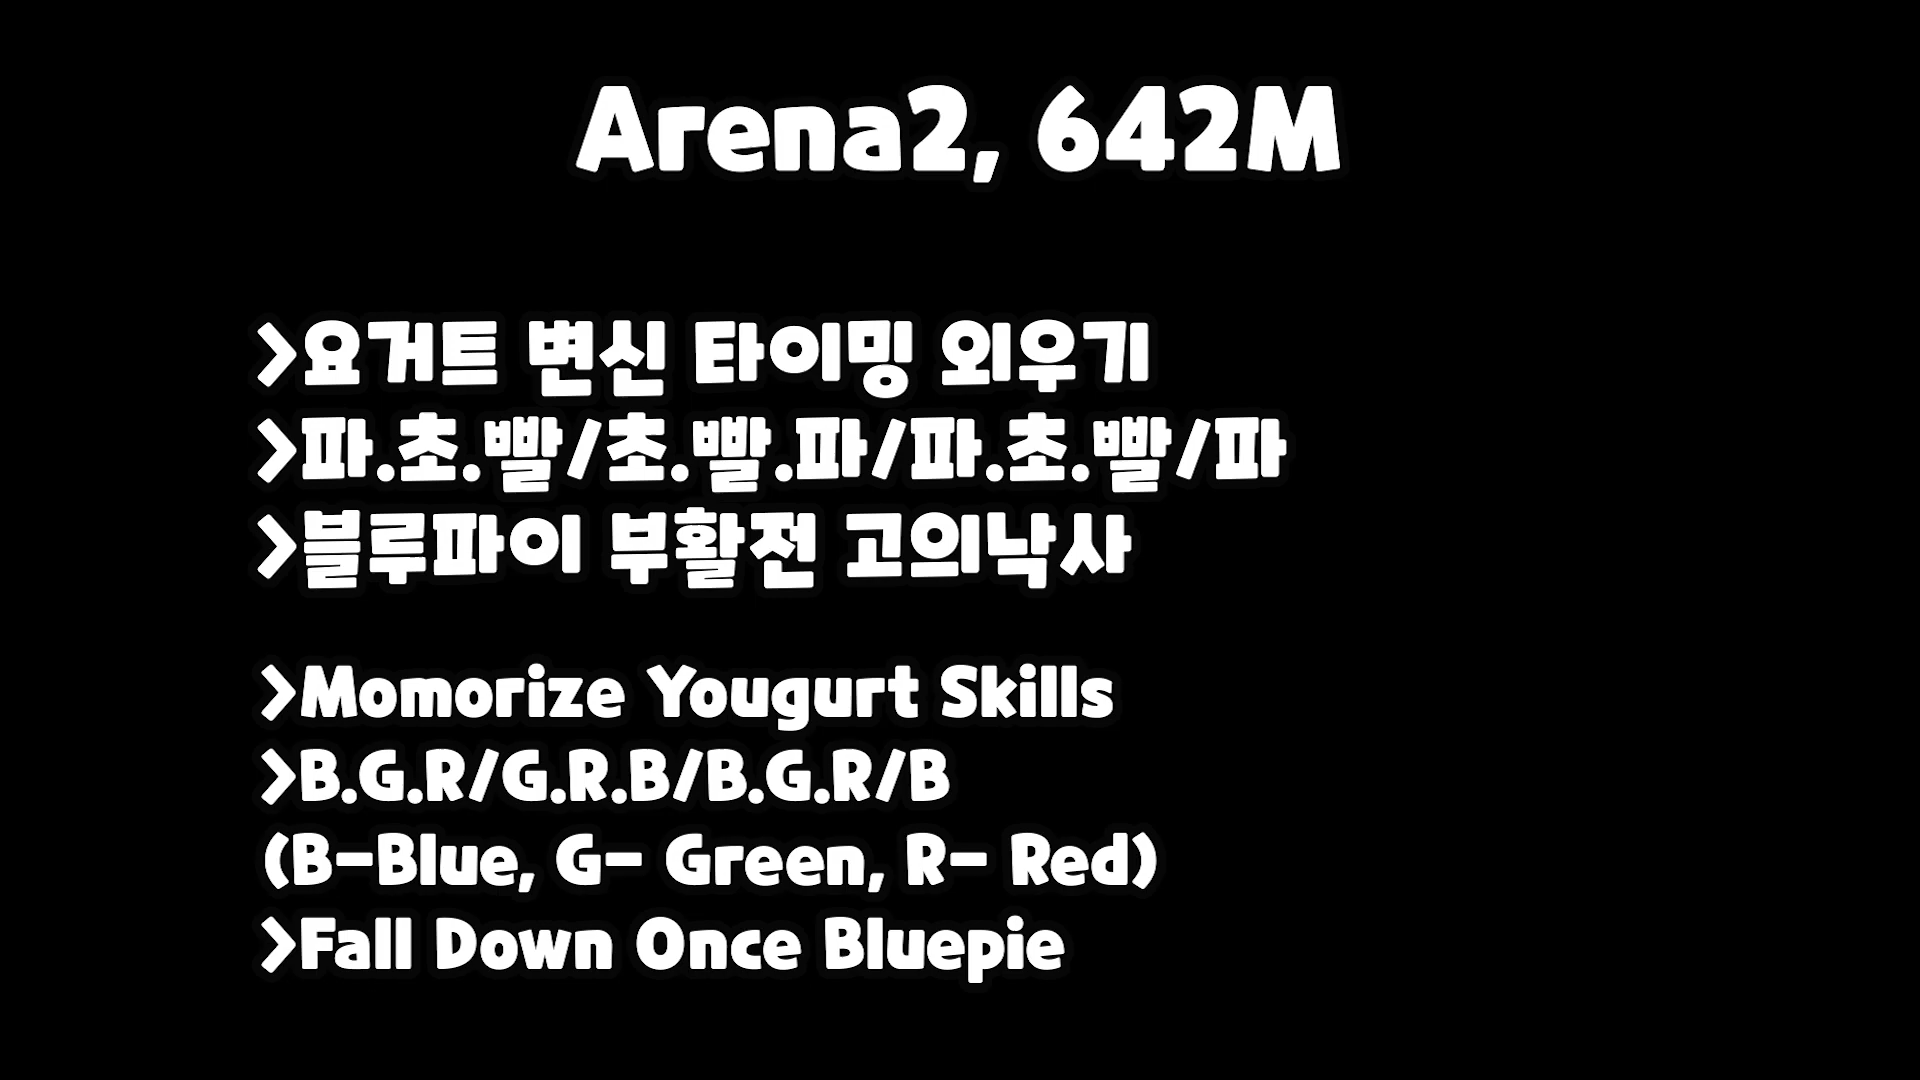 Arena2, 642M
>요거트 변신 타이밍 외우기
>파.초.빨/초.빨.파/파.초.빨/파
>블루파이 부활전 고의낙사
>Momorize Yougurt Skills
>B.G.R/G.R.B/B.G.R/B
(B-Blue, G- Green, R- Red)
>Fall Down Once Bluepie